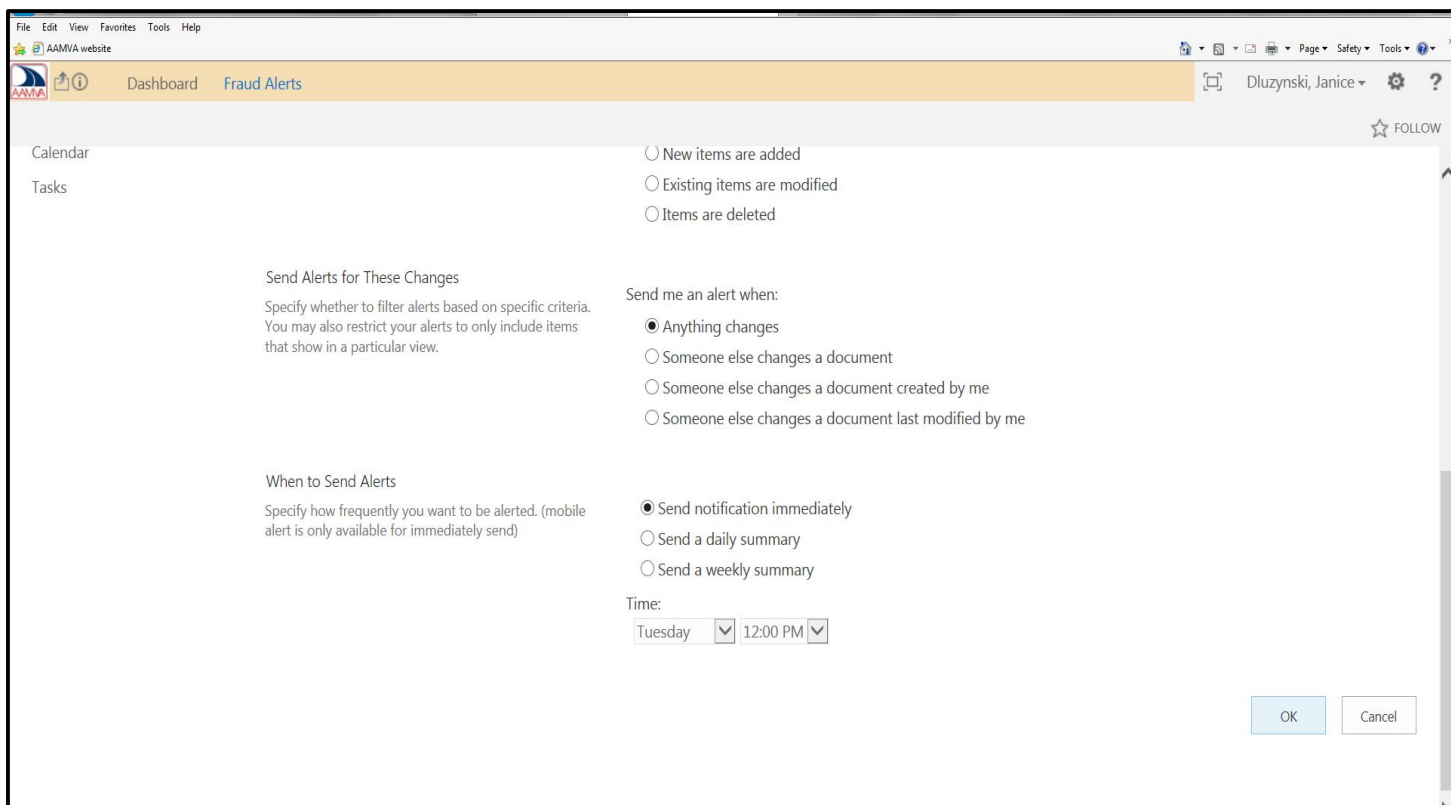 File Edit View Favorites Tools Help
AAMVA website
Page Safety Tools
AAMVA Dashboard Fraud Alerts Dluzynski, Janice ?
FOLLOW
Calendar
Tasks
New items are added
Existing items are modified
Items are deleted
Send Alerts for These Changes
Specify whether to filter alerts based on specific criteria.
You may also restrict your alerts to only include items
that show in a particular view.
Send me an alert when:
Anything changes
Someone else changes a document
Someone else changes a document created by me
Someone else changes a document last modified by me
When to Send Alerts
Specify how frequently you want to be alerted. (mobile
alert is only available for immediately send)
Send notification immediately
Send a daily summary
Send a weekly summary
Time:
Tuesday 12:00 PM
OK Cancel